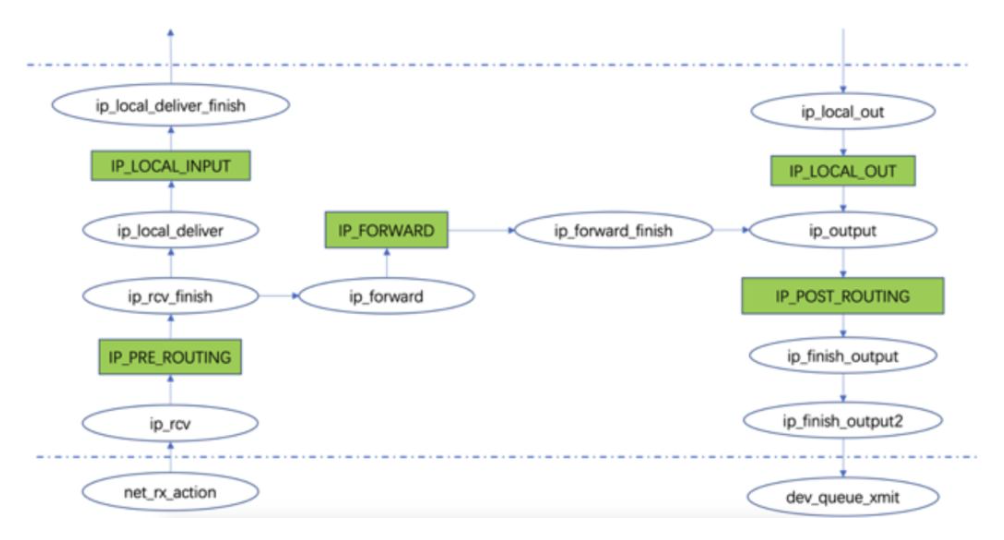 ip_local_deliver_finish
ip_local_out
IP_LOCAL_INPUT
IP_LOCAL_OUT
ip_local_deliver
IP_FORWARD
ip_forward_finish
ip_output
ip_rcv_finish
ip_forward
IP_POST_ROUTING
IP_PRE_ROUTING
ip_finish_output
ip_rcv
ip_finish_output2
net_rx_action
dev_queue_xmit